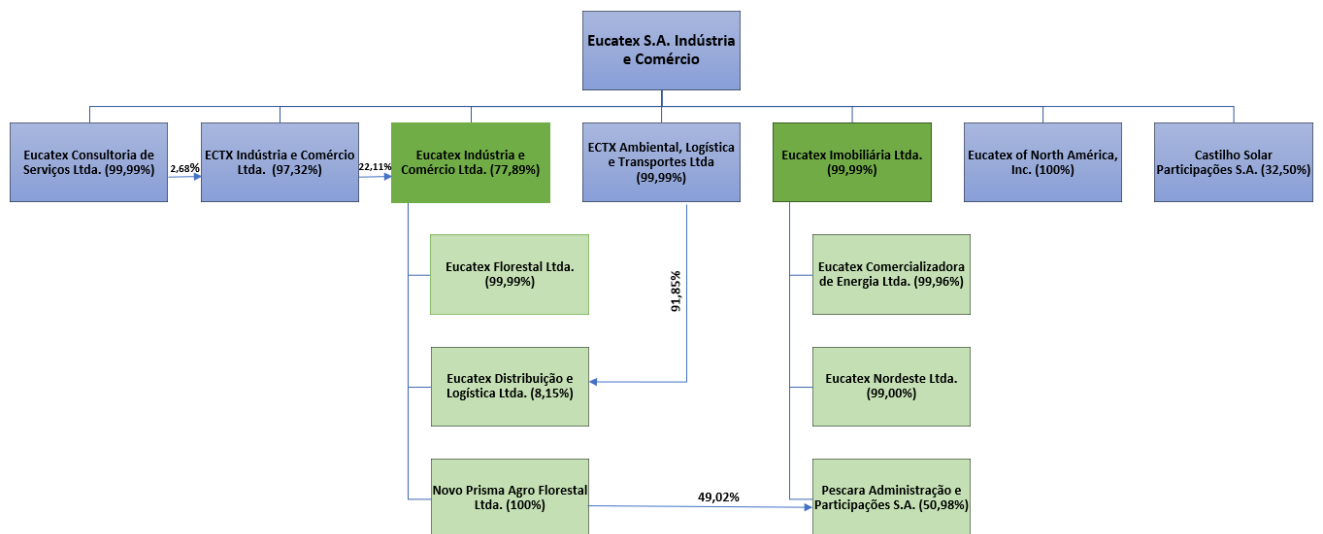 Eucatex S.A. Indústria
e Comércio
Eucatex Consultoria de
Serviços Ltda. (99,99%)
2,68%
ECTX Indústria e Comércio
Ltda. (97,32%)
22,11%
Eucatex Indústria e
Comércio Ltda. (77,89%)
ECTX Ambiental, Logística
e Transportes Ltda
(99,99%)
Eucatex Imobiliária Ltda.
(99,99%)
Eucatex of North América,
Inc. (100%)
Castilho Solar
Participações S.A. (32,50%)
Eucatex Florestal Ltda.
(99,99%)
91,85%
Eucatex Comercializadora
de Energia Ltda. (99,96%)
Eucatex Distribuição e
Logística Ltda. (8,15%)
Eucatex Nordeste Ltda.
(99,00%)
Novo Prisma Agro Florestal
Ltda. (100%)
49,02%
Pescara Administração e
Participações S.A. (50,98%)